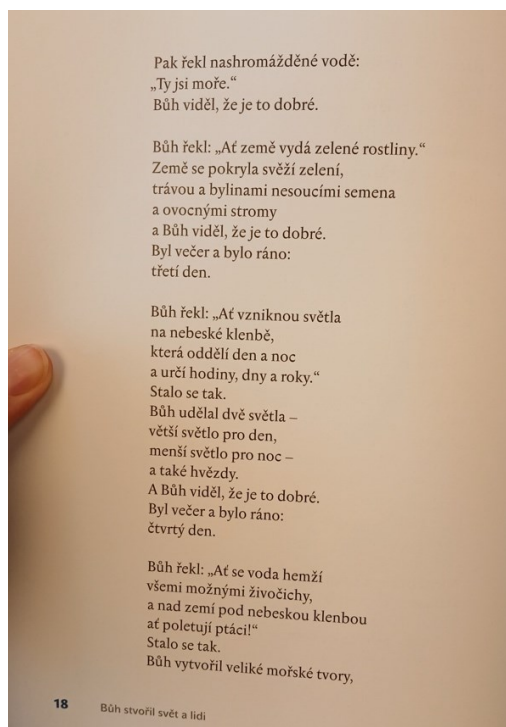 Pak řekl nashromážděné vodě:
„Ty jsi moře.“
Bůh viděl, že je to dobré.
Bůh řekl: „Ať země vydá zelené rostliny.“
Země se pokryla svěží zelení,
trávou a bylinami nesoucími semena
a ovocnými stromy
a Bůh viděl, že je to dobré.
Byl večer a bylo ráno:
třetí den.
Bůh řekl: „Ať vzniknou světla
na nebeské klenbě,
která oddělí den a noc
a určí hodiny, dny a roky.“
Stalo se tak.
Bůh udělal dvě světla –
větší světlo pro den,
menší světlo pro noc –
a také hvězdy.
A Bůh viděl, že je to dobré.
Byl večer a bylo ráno:
čtvrtý den.
Bůh řekl: „Ať se voda hemží
všemi možnými živočichy,
a nad zemí pod nebeskou klenbou
ať poletují ptáci!“
Stalo se tak.
Bůh vytvořil veliké mořské tvory,
18 Bůh stvořil svět a lidi